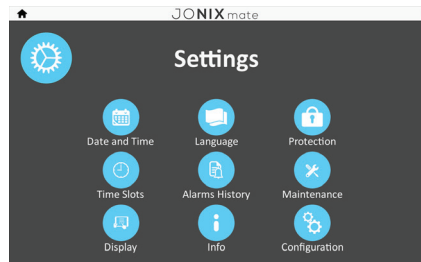 JONIX mate
Settings
Date and Time
Language
Protection
Time Slots
Alarms History
Maintenance
Display
Info
Configuration